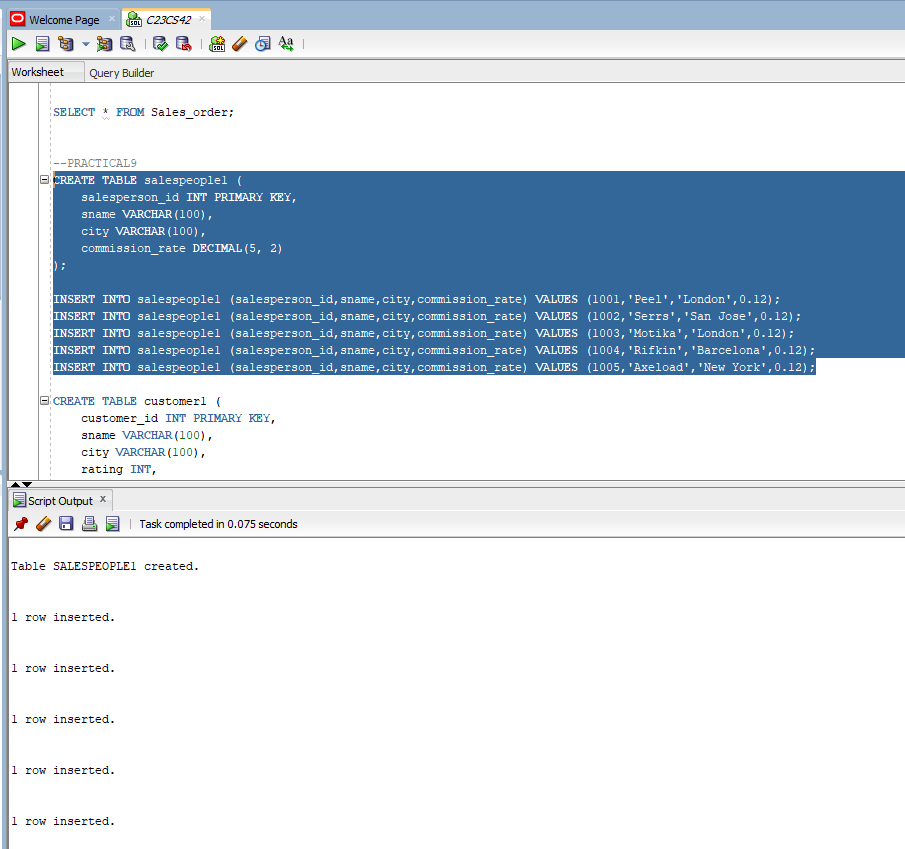 Welcome Page
C23CS42
Worksheet
Query Builder
SELECT * FROM Sales_order;
--PRACTICAL9
CREATE TABLE salespeople1 (
salesperson_id INT PRIMARY KEY,
sname VARCHAR(100),
city VARCHAR(100),
commission_rate DECIMAL(5, 2)
);
INSERT INTO salespeople1 (salesperson_id,sname,city,commission_rate) VALUES (1001,'Peel','London',0.12);
INSERT INTO salespeople1 (salesperson_id,sname,city,commission_rate) VALUES (1002,'Serrs','San Jose',0.12);
INSERT INTO salespeople1 (salesperson_id,sname,city,commission_rate) VALUES (1003,'Motika','London',0.12);
INSERT INTO salespeople1 (salesperson_id,sname,city,commission_rate) VALUES (1004,'Rifkin','Barcelona',0.12);
INSERT INTO salespeople1 (salesperson_id,sname,city,commission_rate) VALUES (1005,'Axeload','New York',0.12);
CREATE TABLE customer1 (
customer_id INT PRIMARY KEY,
sname VARCHAR(100),
city VARCHAR(100),
rating INT,
Script Output
Task completed in 0.075 seconds
Table SALESPEOPLE1 created.
1 row inserted.
1 row inserted.
1 row inserted.
1 row inserted.
1 row inserted.